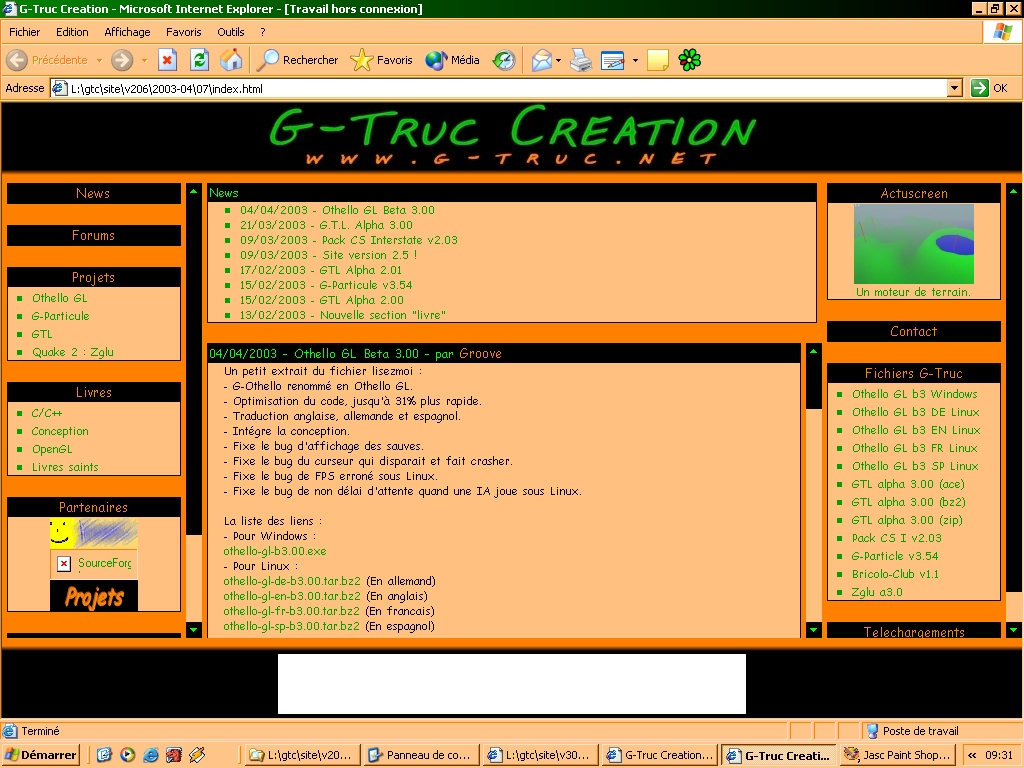 G-Truc Creation - Microsoft Internet Explorer - [Travail hors connexion]
Fichier Edition Affichage Favoris Outils ?
Précédente Rechercher Favoris Média
Adresse L:\gtc\site\v206\2003-04\07\index.html OK
G-Truc Creation
www.g-truc.net
News
Forums
Projets
Othello GL
G-Particule
GTL
Quake 2 : Zglu
Livres
C/C++
Conception
OpenGL
Livres saints
Partenaires
SourceForg
Projets
News
04/04/2003 - Othello GL Beta 3.00
21/03/2003 - G.T.L. Alpha 3.00
09/03/2003 - Pack CS Interstate v2.03
09/03/2003 - Site version 2.5 !
17/02/2003 - GTL Alpha 2.01
15/02/2003 - G-Particule v3.54
15/02/2003 - GTL Alpha 2.00
13/02/2003 - Nouvelle section "livre"
04/04/2003 - Othello GL Beta 3.00 - par Groove
Un petit extrait du fichier lisezmoi :
- G-Othello renommé en Othello GL.
- Optimisation du code, jusqu'à 31% plus rapide.
- Traduction anglaise, allemande et espagnol.
- Intégre la conception.
- Fixe le bug d'affichage des sauves.
- Fixe le bug du curseur qui disparait et fait crasher.
- Fixe le bug de FPS erroné sous Linux.
- Fixe le bug de non délai d'attente quand une IA joue sous Linux.
La liste des liens :
- Pour Windows :
othello-gl-b3.00.exe
- Pour Linux :
othello-gl-de-b3.00.tar.bz2 (En allemand)
othello-gl-en-b3.00.tar.bz2 (En anglais)
othello-gl-fr-b3.00.tar.bz2 (En francais)
othello-gl-sp-b3.00.tar.bz2 (En espagnol)
Actuscreen
Un moteur de terrain.
Contact
Fichiers G-Truc
Othello GL b3 Windows
Othello GL b3 DE Linux
Othello GL b3 EN Linux
Othello GL b3 FR Linux
Othello GL b3 SP Linux
GTL alpha 3.00 (ace)
GTL alpha 3.00 (bz2)
GTL alpha 3.00 (zip)
Pack CS I v2.03
G-Particle v3.54
Bricolo-Club v1.1
Zglu a3.0
Telechargements
Terminé Poste de travail
Démarrer L:\gtc\site\v20... Panneau de co... L:\gtc\site\v30... G-Truc Creation... G-Truc Creati... Jasc Paint Shop... « 09:31